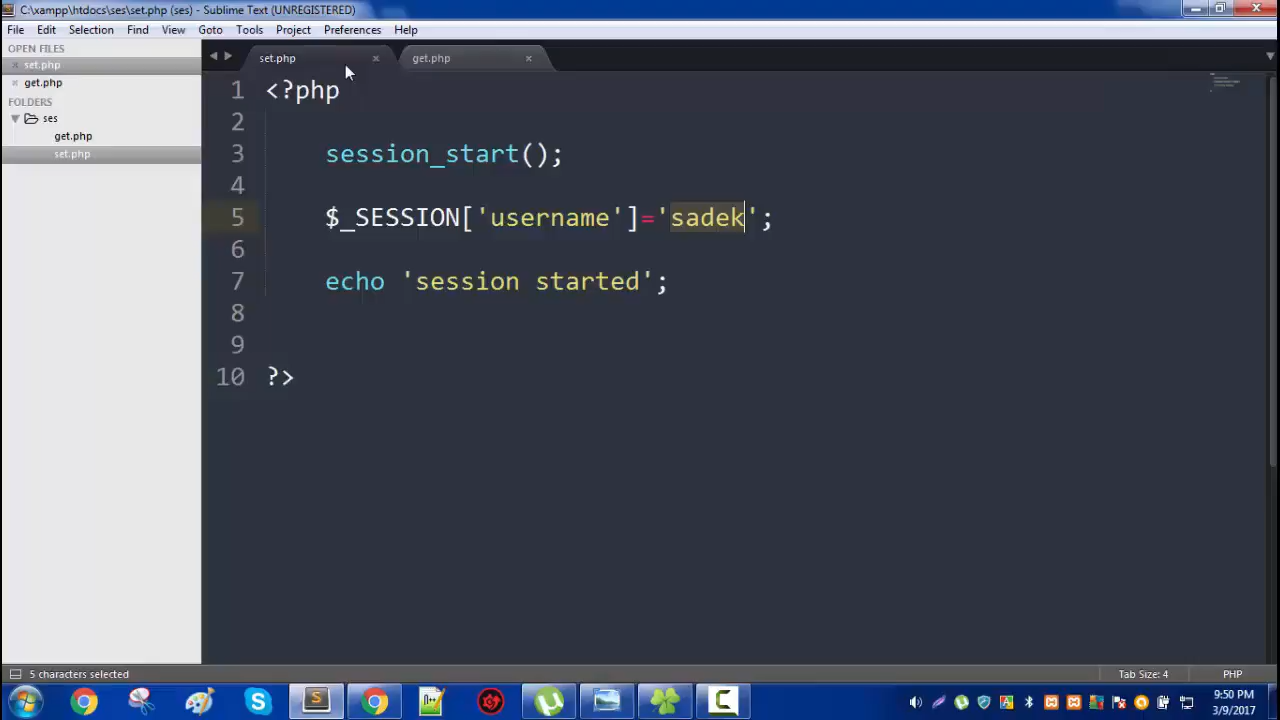 C:\xampp\htdocs\ses\set.php (ses) - Sublime Text (UNREGISTERED)
File Edit Selection Find View Goto Tools Project Preferences Help
OPEN FILES
× set.php
get.php
FOLDERS
ses
get.php
set.php
set.php × get.php ×
1 <?php
2
3 session_start();
4
5 $_SESSION['username']='sadek';
6
7 echo 'session started';
8
9
10 ?>
5 characters selected Tab Size: 4 PHP
9:50 PM
3/9/2017